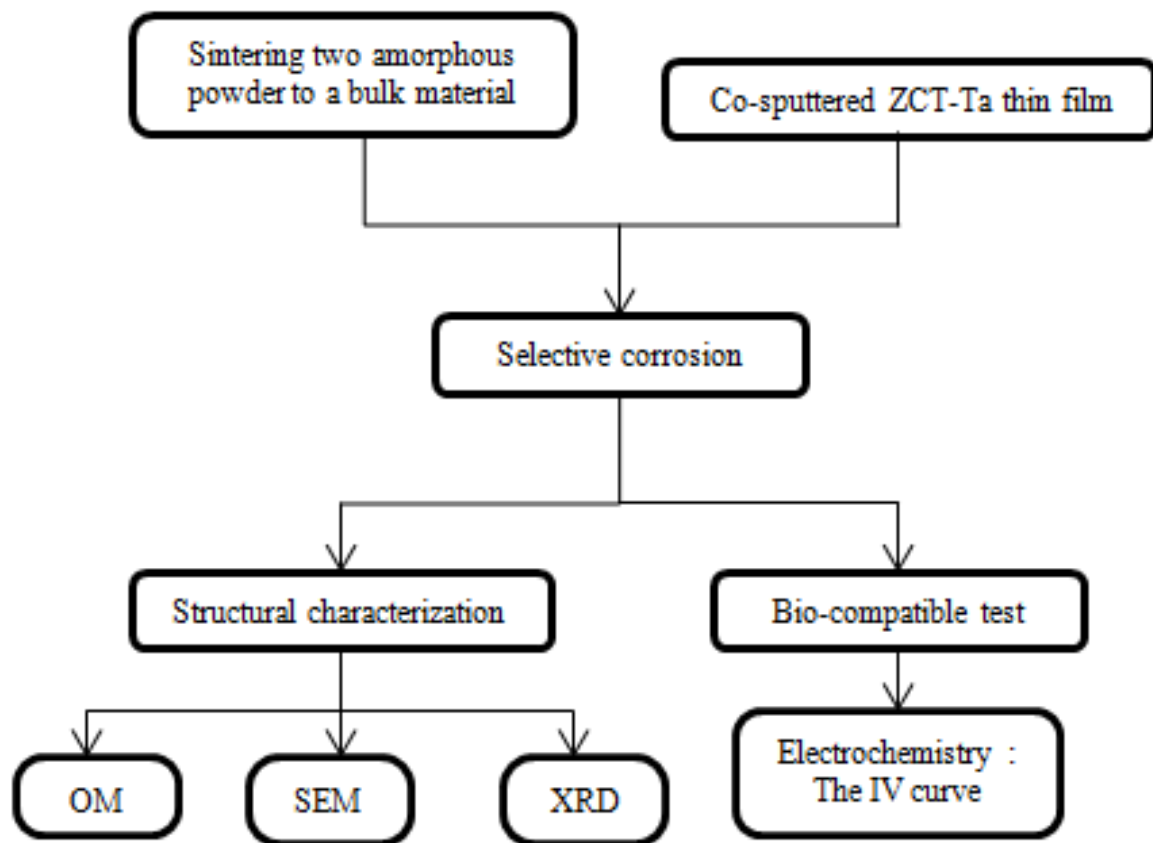 Sintering two amorphous
powder to a bulk material
Co-sputtered ZCT-Ta thin film
Selective corrosion
Structural characterization
Bio-compatible test
OM
SEM
XRD
Electrochemistry :
The IV curve